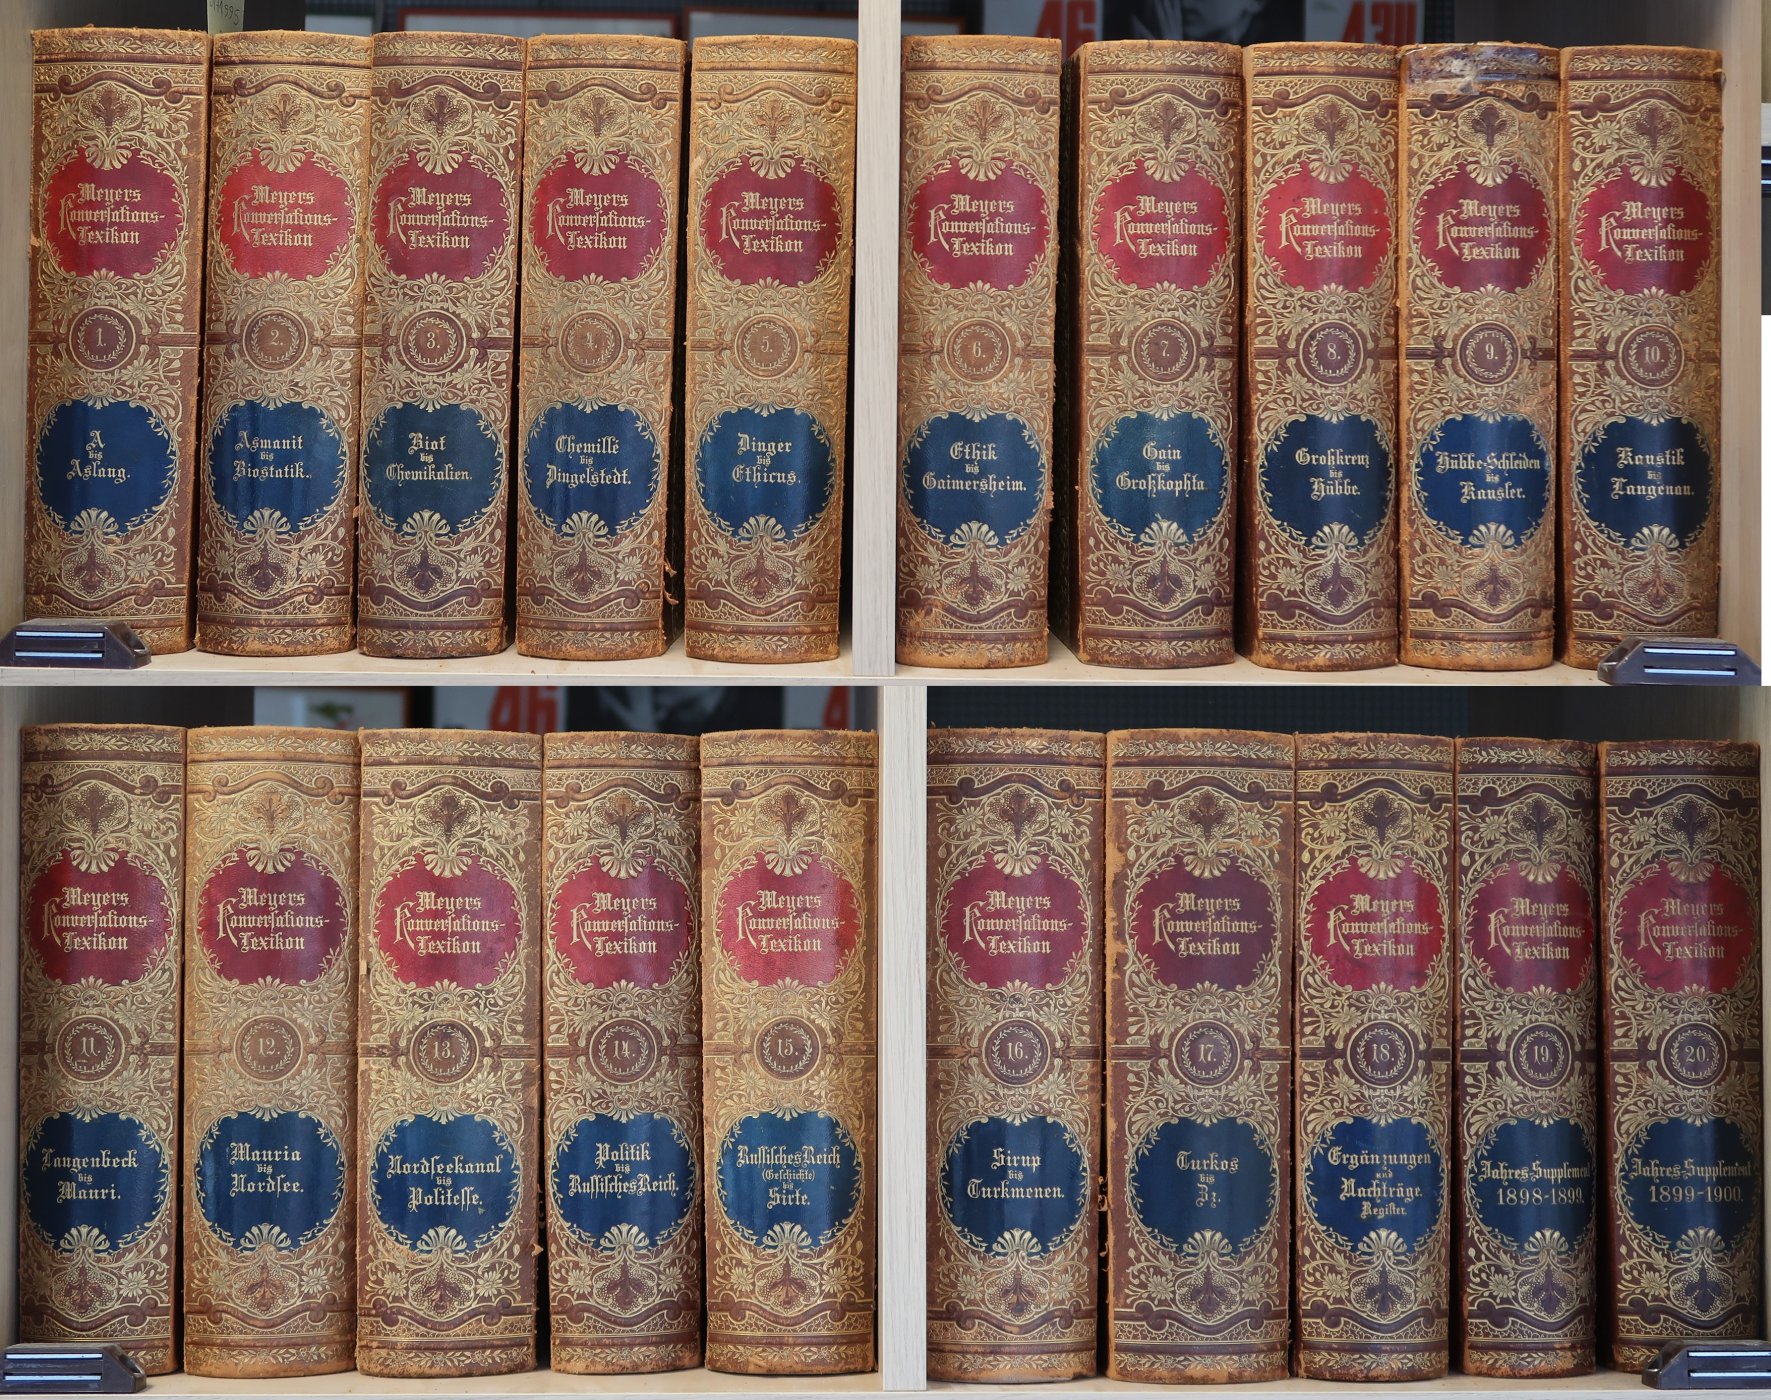 Meyers
Konversations-
Lexikon
1.
A
bis
Aslang.
Meyers
Konversations-
Lexikon
2.
Asmanit
bis
Biostatik.
Meyers
Konversations-
Lexikon
3.
Biot
bis
Chemikalien.
Meyers
Konversations-
Lexikon
4.
Chemillé
bis
Dingelstedt.
Meyers
Konversations-
Lexikon
5.
Dinger
bis
Ethicus.
Meyers
Konversations-
Lexikon
6.
Ethik
bis
Gaimersheim.
Meyers
Konversations-
Lexikon
7.
Gain
bis
Großkophta.
Meyers
Konversations-
Lexikon
8.
Großkreuz
bis
Hübbe.
Meyers
Konversations-
Lexikon
9.
Hübbe-Schleiden
bis
Kausler.
Meyers
Konversations-
Lexikon
10.
Kaustik
bis
Langenau.
46
Meyers
Konversations-
Lexikon
11.
Langenbeck
bis
Mauri.
Meyers
Konversations-
Lexikon
12.
Mauria
bis
Nordsee.
Meyers
Konversations-
Lexikon
13.
Nordseekanal
bis
Politesse.
Meyers
Konversations-
Lexikon
14.
Politik
bis
Russisches Reich.
Meyers
Konversations-
Lexikon
15.
Russisches Reich
(Geschichte)
bis
Sirte.
Meyers
Konversations-
Lexikon
16.
Sirup
bis
Turkmenen.
Meyers
Konversations-
Lexikon
17.
Turkos
bis
Zz.
Meyers
Konversations-
Lexikon
18.
Ergänzungen
und
Nachträge.
Register.
Meyers
Konversations-
Lexikon
19.
Jahres-Supplement
1898-1899.
Meyers
Konversations-
Lexikon
20.
Jahres-Supplement
1899-1900.
46